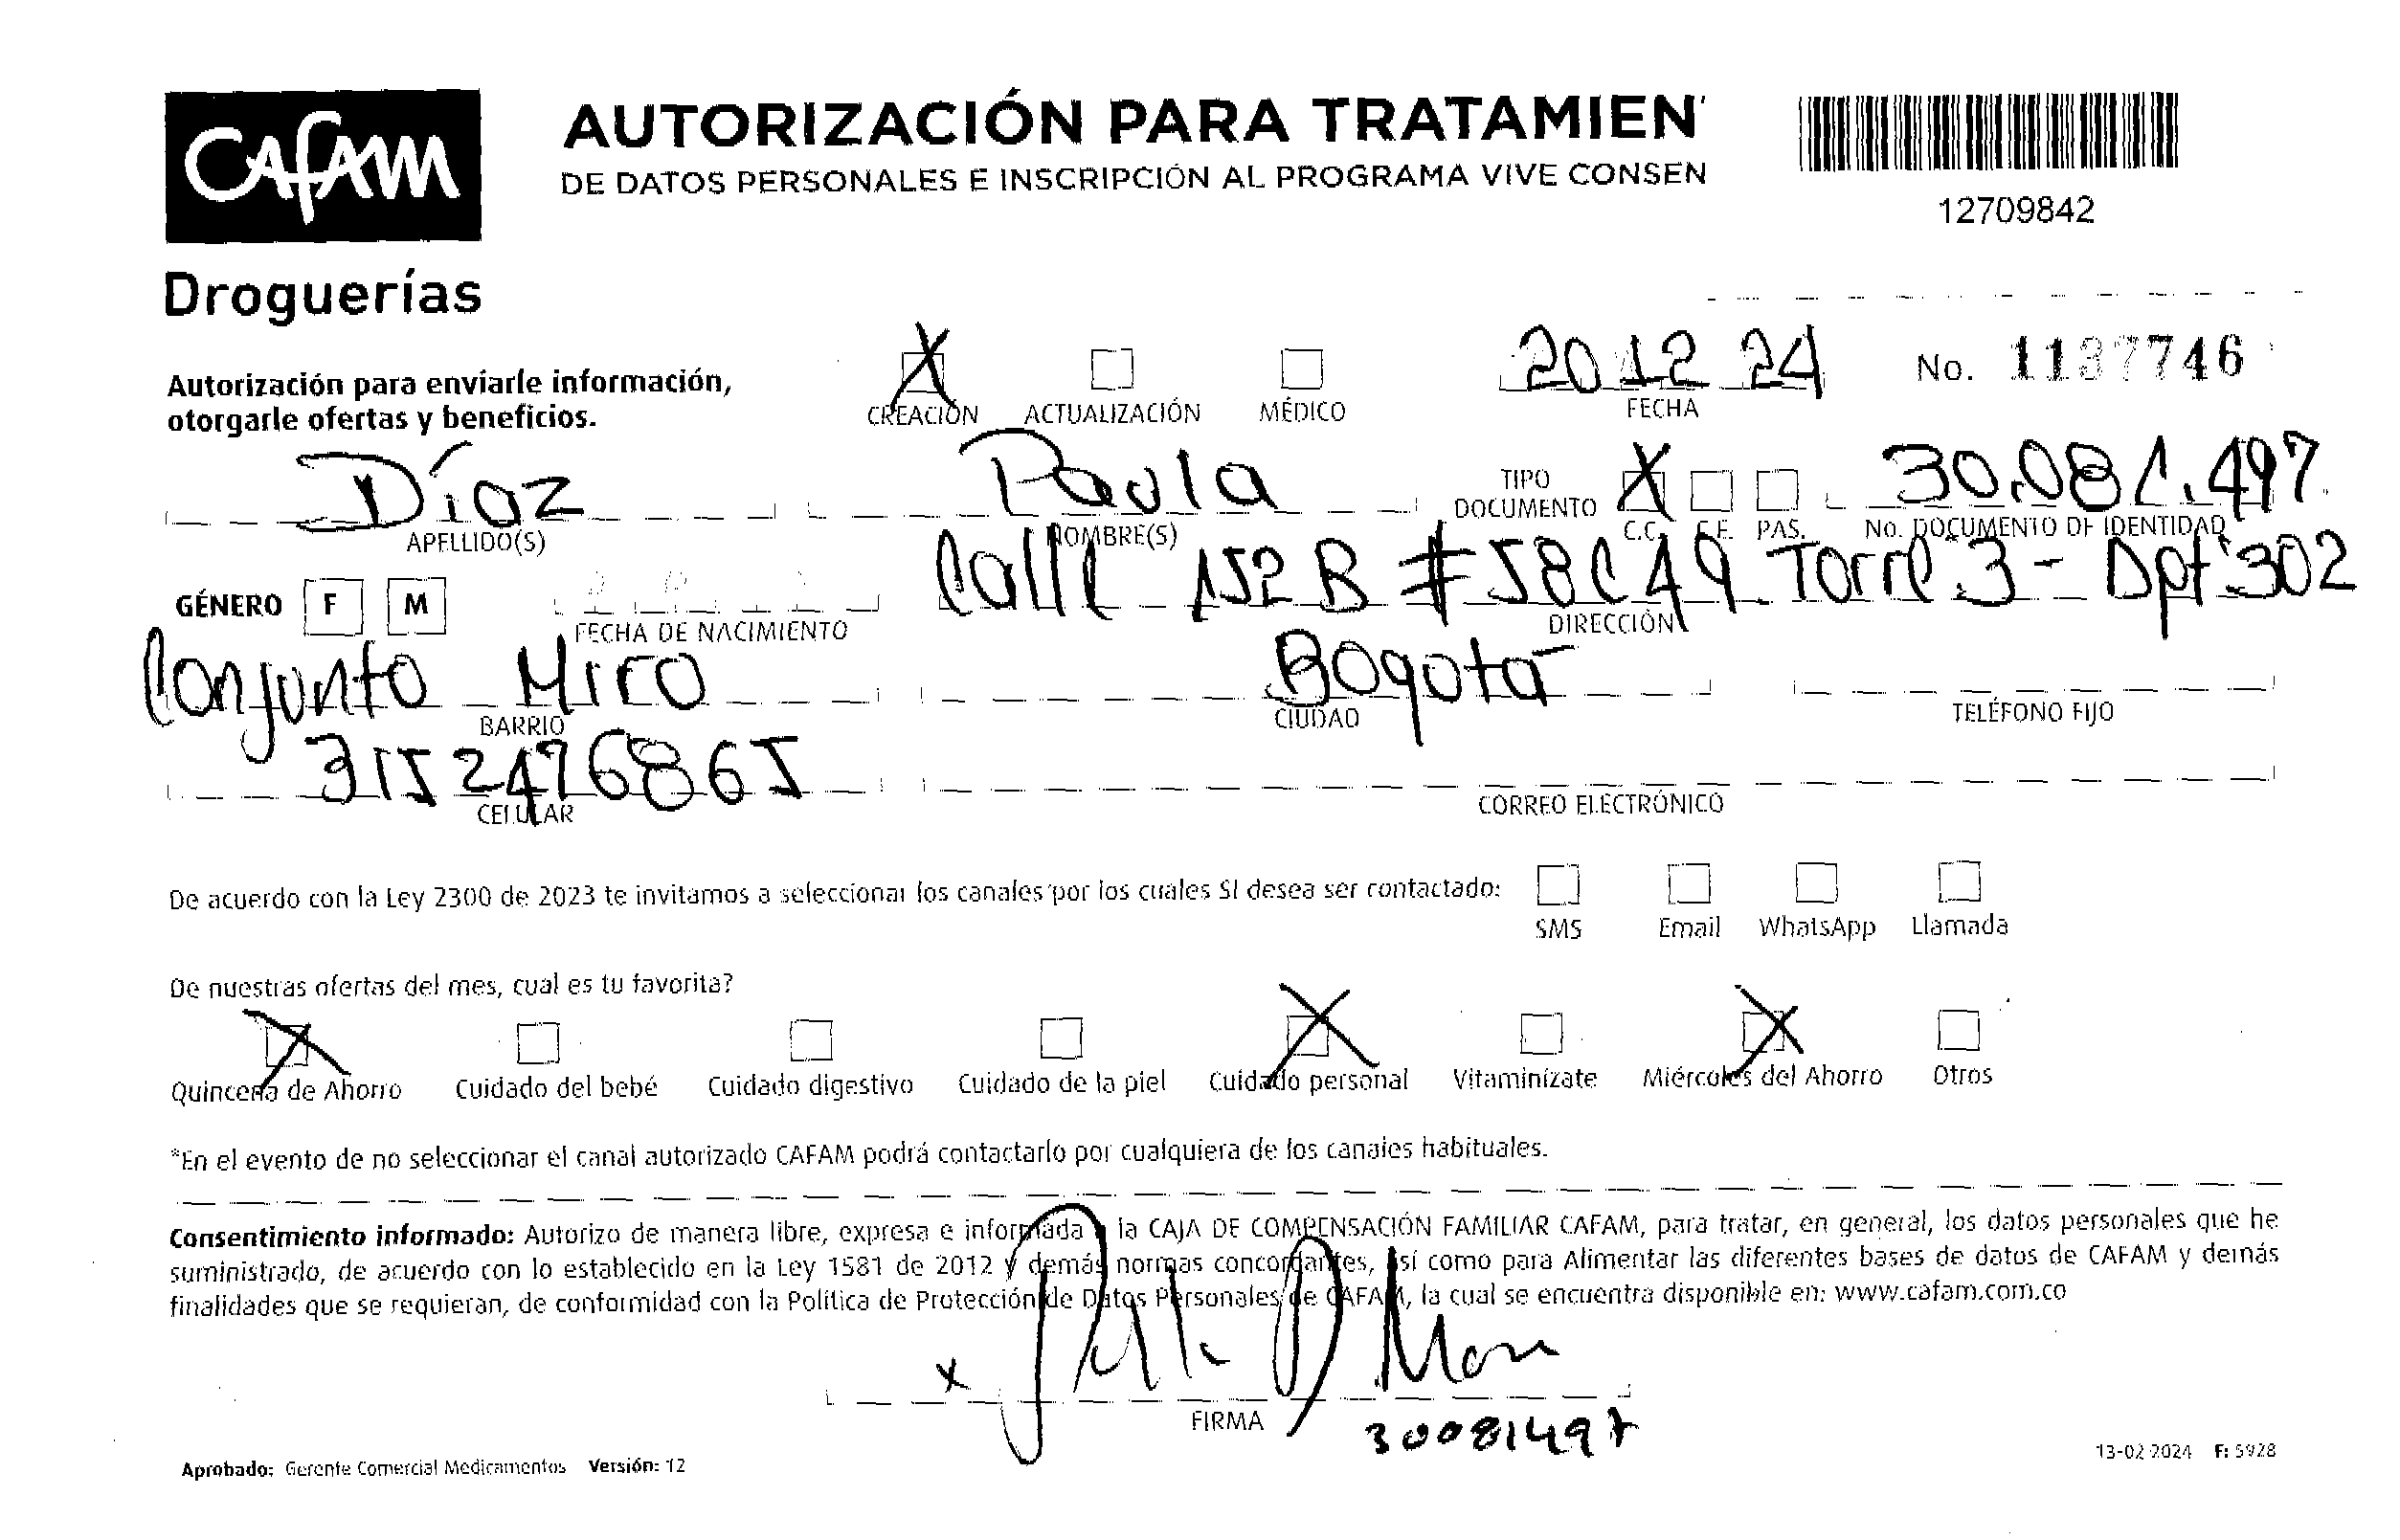 CAFAM
Droguerías
AUTORIZACIÓN PARA TRATAMIEN
DE DATOS PERSONALES E INSCRIPCIÓN AL PROGRAMA VIVE CONSEN
12709842
Autorización para enviarle información,
otorgarle ofertas y beneficios.
CREACIÓN ACTUALIZACIÓN MÉDICO
20 12 24
FECHA
No. 1137746
Díaz Paula 30.081.497
APELLIDO(S) NOMBRE(S) TIPO DOCUMENTO C.C. C.E. PAS. No. DOCUMENTO DE IDENTIDAD
GÉNERO F M Calle 152 B # 58C 49 Torre 3 - Dpt 302
FECHA DE NACIMIENTO DIRECCIÓN
Conjunto Miro Bogotá
BARRIO CIUDAD TELÉFONO FIJO
3152476865
CELULAR CORREO ELECTRÓNICO
De acuerdo con la Ley 2300 de 2023 te invitamos a seleccionar los canales por los cuales SI desea ser contactado:
SMS Email WhatsApp Llamada
De nuestras ofertas del mes, cual es tu favorita?
Quincena de Ahorro Cuidado del bebé Cuidado digestivo Cuidado de la piel Cuidado personal Vitaminízate Miércoles del Ahorro Otros
*En el evento de no seleccionar el canal autorizado CAFAM podrá contactarlo por cualquiera de los canales habituales.
Consentimiento informado: Autorizo de manera libre, expresa e informada a la CAJA DE COMPENSACIÓN FAMILIAR CAFAM, para tratar, en general, los datos personales que he
suministrado, de acuerdo con lo establecido en la Ley 1581 de 2012 y demás normas concordantes, así como para Alimentar las diferentes bases de datos de CAFAM y demás
finalidades que se requieran, de conformidad con la Política de Protección de Datos Personales de CAFAM, la cual se encuentra disponible en: www.cafam.com.co
x
FIRMA
30081497
Aprobado: Gerente Comercial Medicamentos Versión: 12
13-02-2024 F: 5928